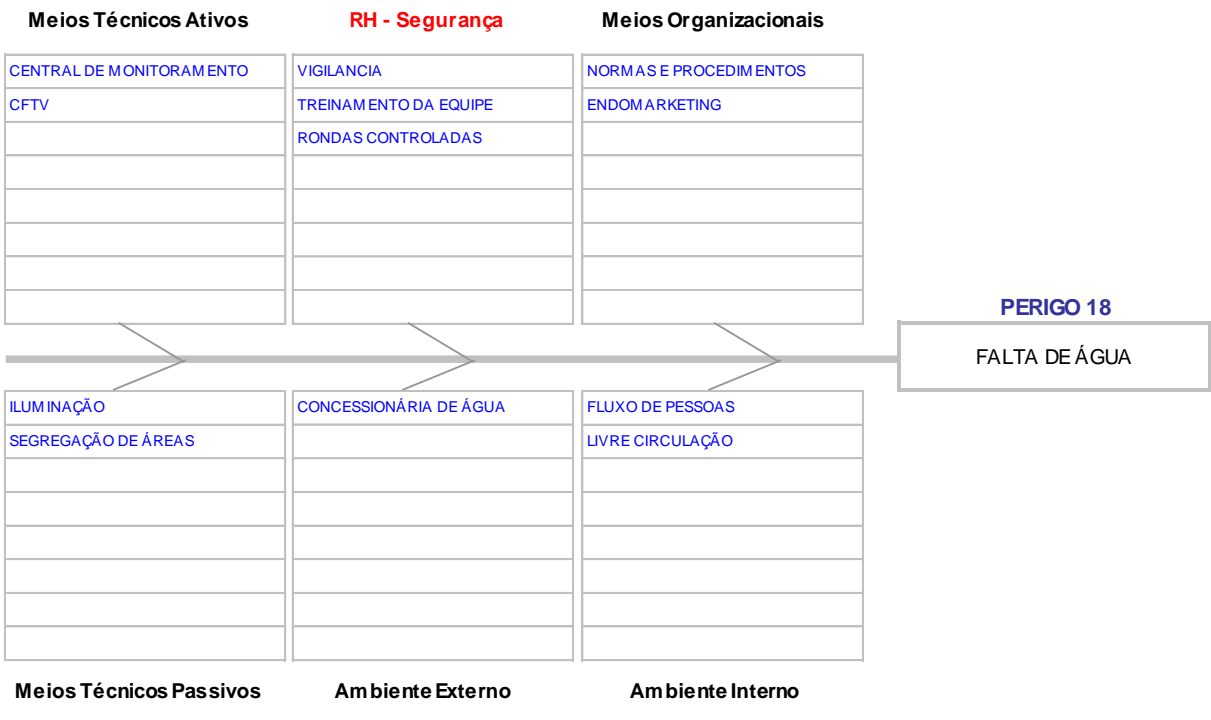 Meios Técnicos Ativos
RH - Segurança
Meios Organizacionais
CENTRAL DE MONITORAMENTO
VIGILANCIA
NORMAS E PROCEDIMENTOS
CFTV
TREINAMENTO DA EQUIPE
ENDOMARKETING
RONDAS CONTROLADAS
PERIGO 18
FALTA DE ÁGUA
ILUMINAÇÃO
CONCESSIONÁRIA DE ÁGUA
FLUXO DE PESSOAS
SEGREGAÇÃO DE ÁREAS
LIVRE CIRCULAÇÃO
Meios Técnicos Passivos
Ambiente Externo
Ambiente Interno